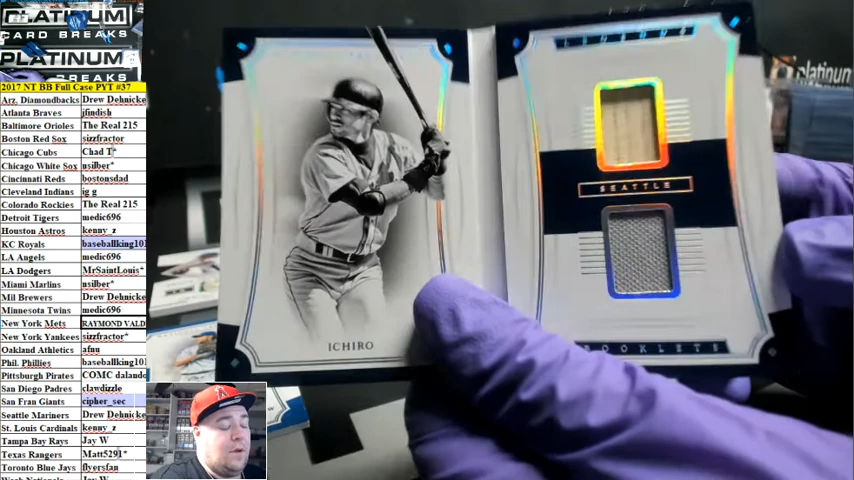 PLATINUM
CARD BREAKS
PLATINUM
BREAKS
2017 NT BB Full Case PYT #37
Arz. Diamondbacks Drew Dehnicke
Atlanta Braves jfindish
Baltimore Orioles The Real 215
Boston Red Sox sizzfractor
Chicago Cubs Chad T*
Chicago White Sox nsilber*
Cincinnati Reds bostonsdad
Cleveland Indians ig g
Colorado Rockies The Real 215
Detroit Tigers medic696
Houston Astros kenny_z
KC Royals baseballking101
LA Angels medic696
LA Dodgers MrSaintLouis*
Miami Marlins nsilber*
Mil Brewers Drew Dehnicke
Minnesota Twins medic696
New York Mets RAYMOND VALD
New York Yankees sizzfractor*
Oakland Athletics afnu
Phil. Phillies baseballking101
Pittsburgh Pirates COMC daland
San Diego Padres clawdizzle
San Fran Giants cipher_sec
Seattle Mariners Drew Dehnicke
St. Louis Cardinals kenny_z
Tampa Bay Rays Jay W
Texas Rangers Matt5291*
Toronto Blue Jays flyersfan
Wash Nationals Jay W
ICHIRO
SEATTLE
BOOKLETS
platinum